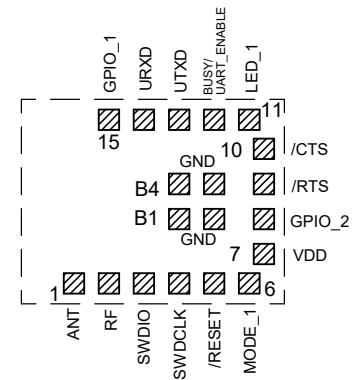 GPIO_1
URXD
UTXD
BUSY/
UART_ENABLE
LED_1
15
11
10
/CTS
GND
B4
/RTS
B1
GPIO_2
GND
7
VDD
1
6
ANT
RF
SWDIO
SWDCLK
/RESET
MODE_1